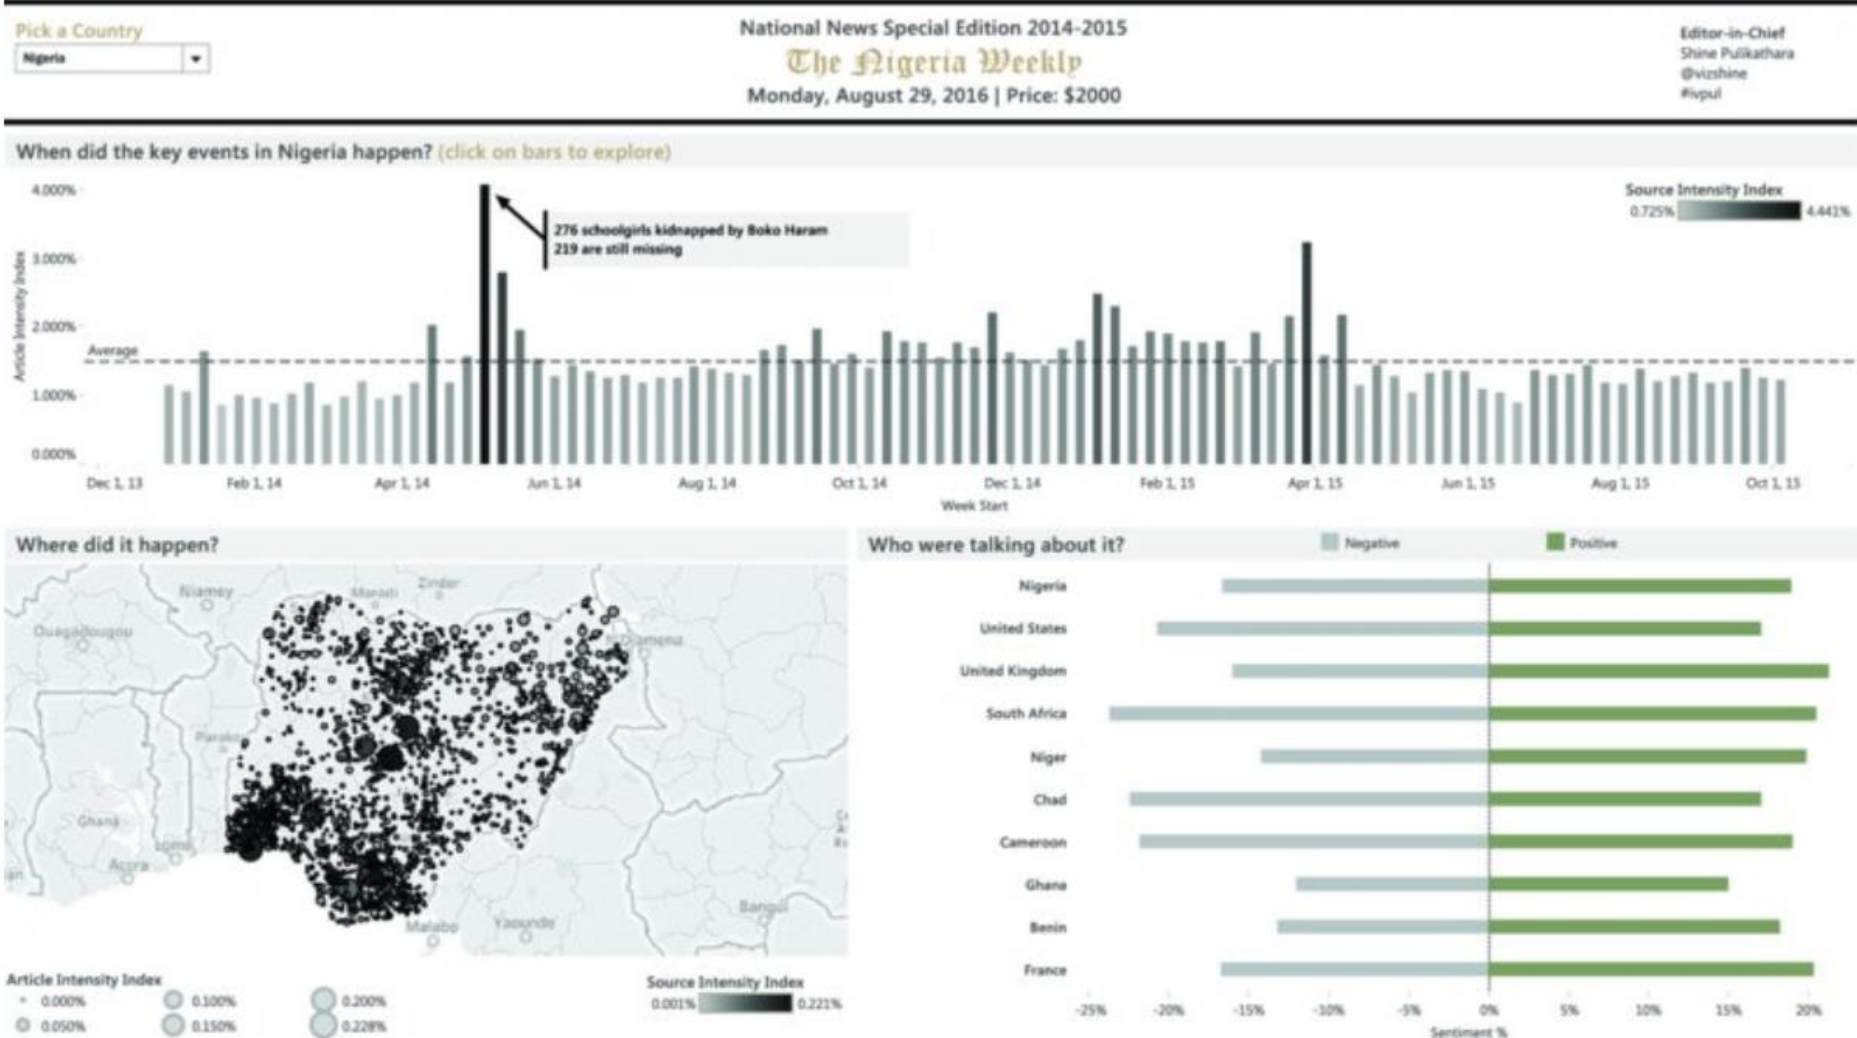 Pick a Country
Nigeria
National News Special Edition 2014-2015
The Nigeria Weekly
Monday, August 29, 2016 | Price: $2000
Editor-in-Chief
Shine Pulikathara
@vizshine
#ivpul
When did the key events in Nigeria happen? (click on bars to explore)
Source Intensity Index
0.725% 4.441%
Article Intensity Index
4.000%
3.000%
2.000%
1.000%
0.000%
Average
276 schoolgirls kidnapped by Boko Haram
219 are still missing
Dec 1, 13 Feb 1, 14 Apr 1, 14 Jun 1, 14 Aug 1, 14 Oct 1, 14 Dec 1, 14 Feb 1, 15 Apr 1, 15 Jun 1, 15 Aug 1, 15 Oct 1, 15
Week Start
Where did it happen?
Niamey
Maradi
Zinder
Ouagadougou
N'Djamena
Parakou
Ghana
Lomé
Accra
Malabo
Yaoundé
Bangui
Article Intensity Index
0.000% 0.100% 0.200%
0.050% 0.150% 0.228%
Source Intensity Index
0.001% 0.221%
Who were talking about it?
Negative
Positive
Nigeria
United States
United Kingdom
South Africa
Niger
Chad
Cameroon
Ghana
Benin
France
-25% -20% -15% -10% -5% 0% 5% 10% 15% 20%
Sentiment %